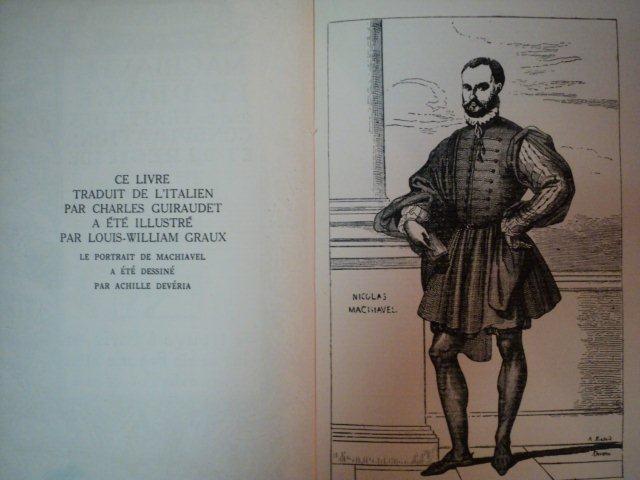 CE LIVRE
TRADUIT DE L'ITALIEN
PAR CHARLES GUIRAUDET
A ÉTÉ ILLUSTRÉ
PAR LOUIS-WILLIAM GRAUX
LE PORTRAIT DE MACHIAVEL
A ÉTÉ DESSINÉ
PAR ACHILLE DEVÉRIA
NICOLAS
MACHIAVEL.